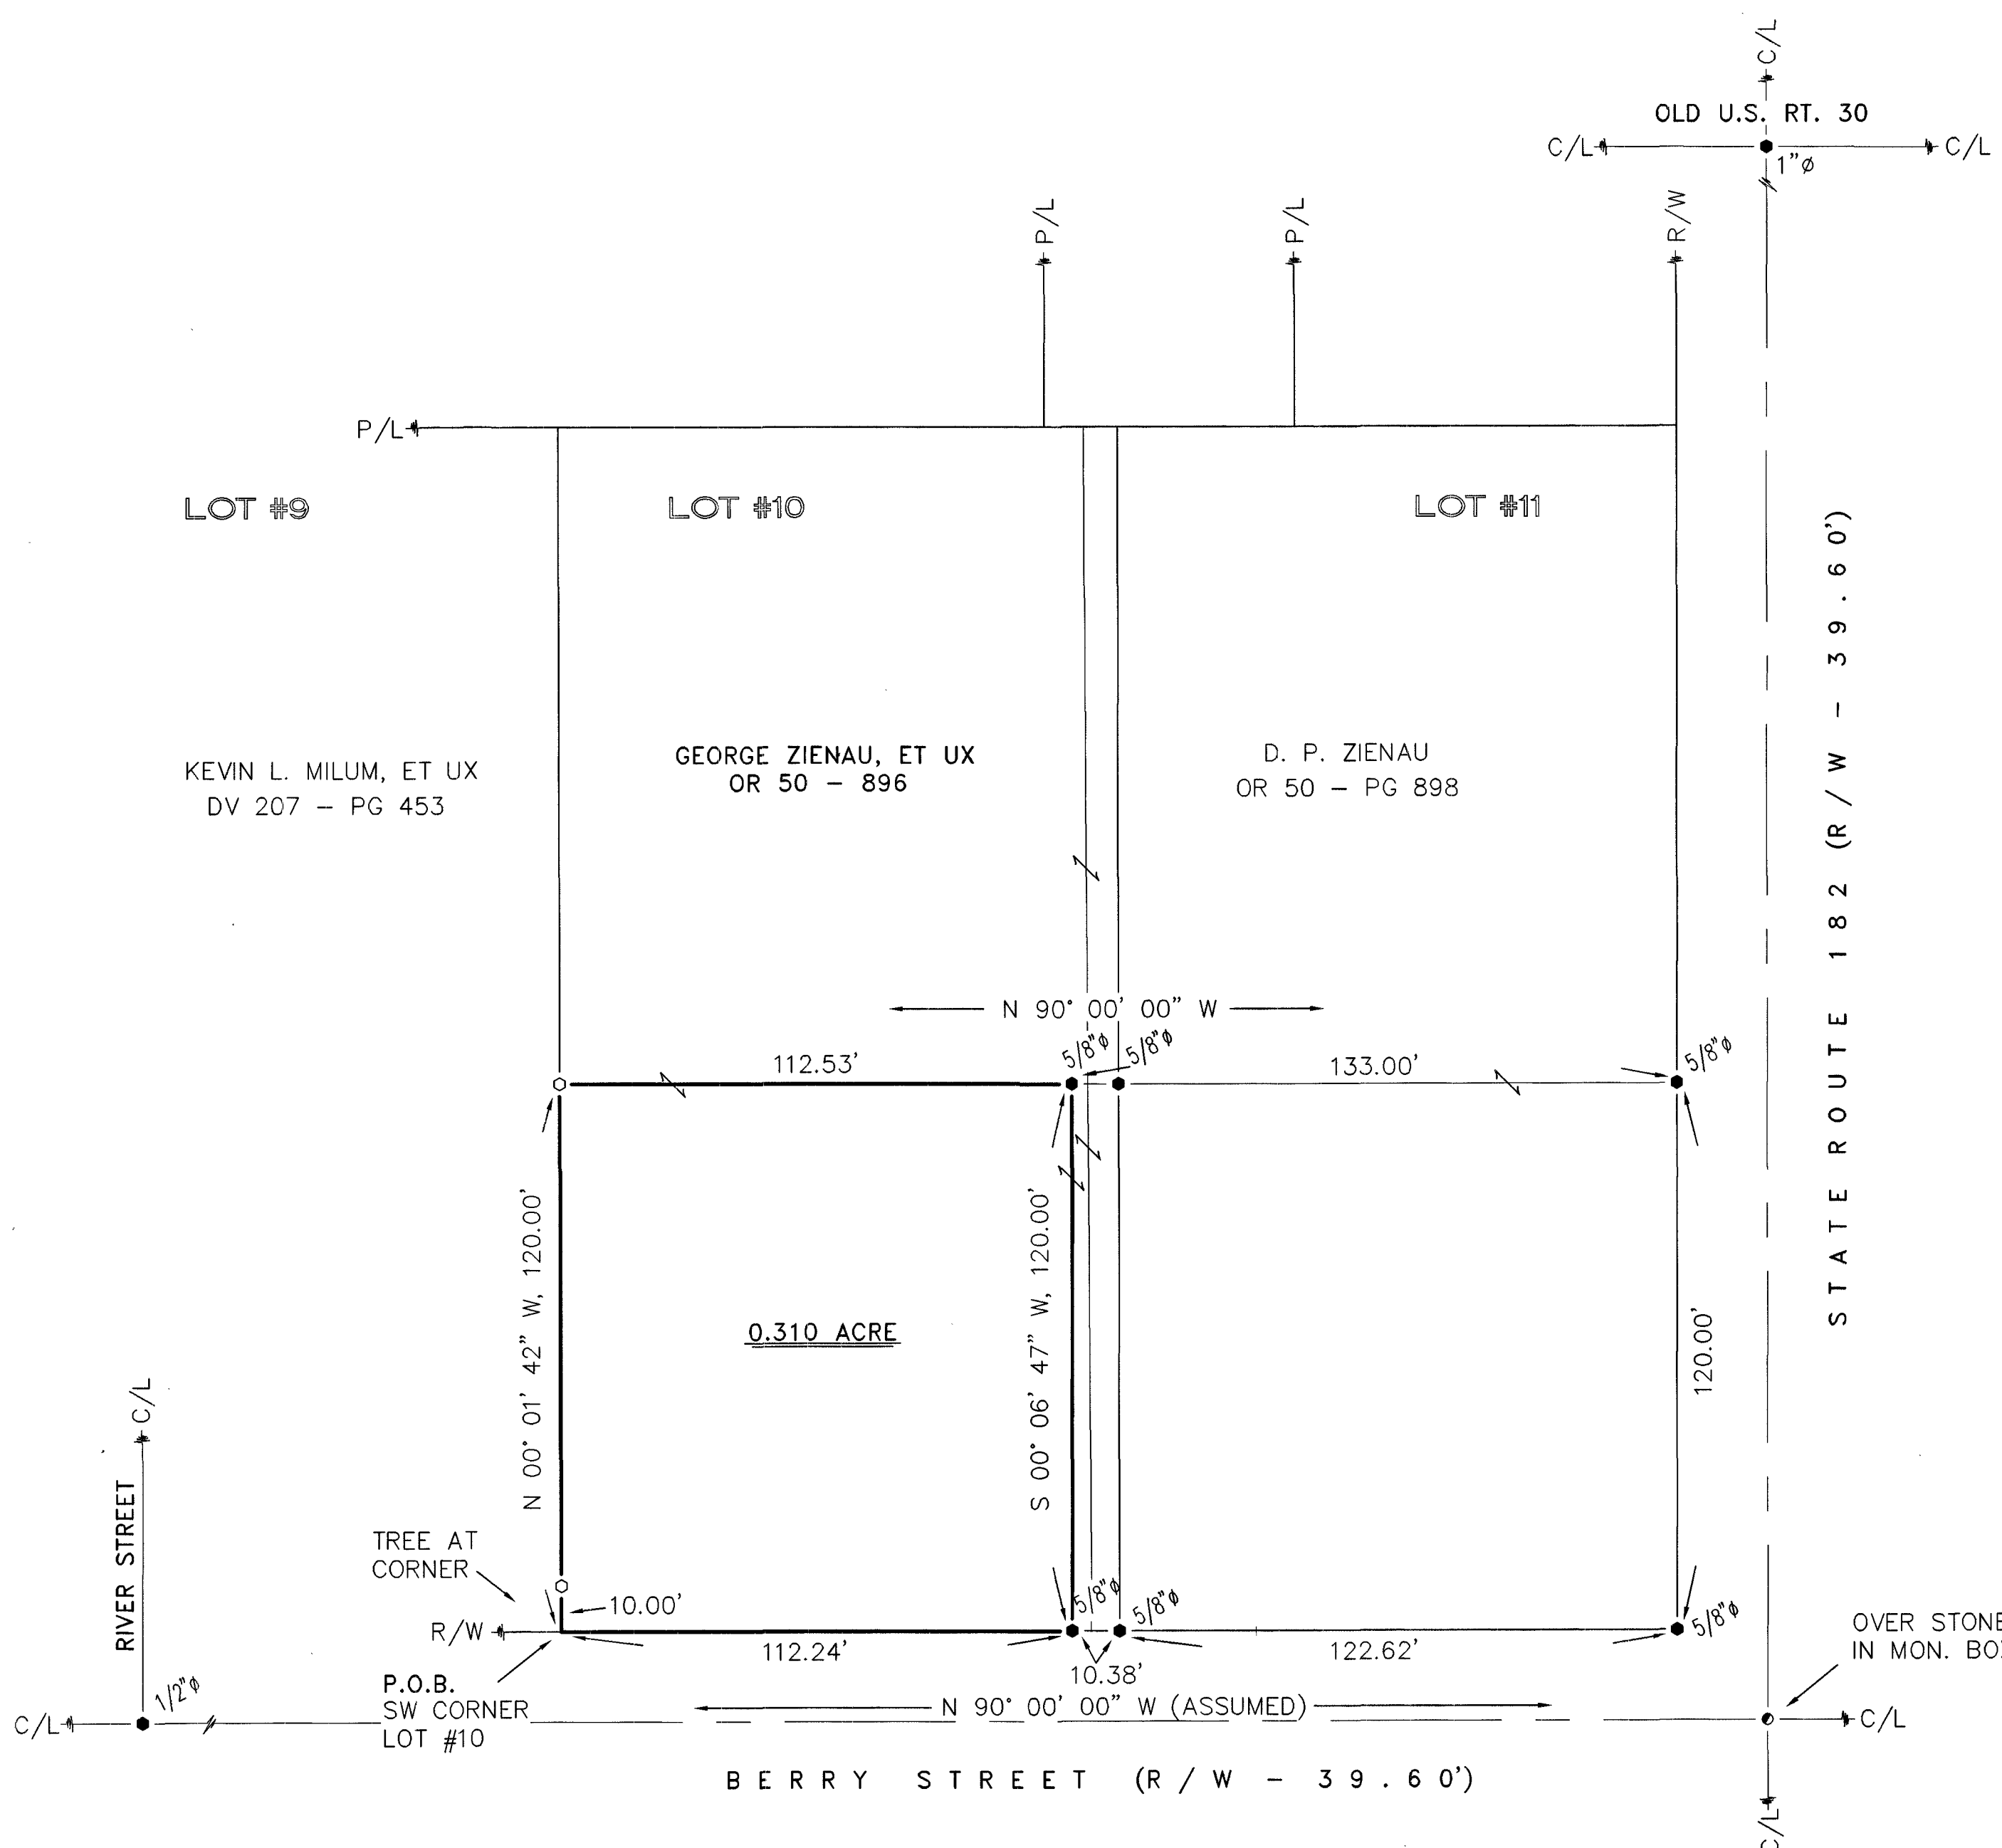 C/L
OLD U.S. RT. 30
C/L
C/L
1"ø
P/L
P/L
R/W
P/L
LOT #9
LOT #10
LOT #11
KEVIN L. MILUM, ET UX
DV 207 – PG 453
GEORGE ZIENAU, ET UX
OR 50 – 896
D. P. ZIENAU
OR 50 – PG 898
STATE ROUTE 182 (R/W - 39.60')
N 90° 00' 00" W
5/8"ø
5/8"ø
5/8"ø
112.53'
133.00'
N 00° 01' 42" W, 120.00'
S 00° 06' 47" W, 120.00'
120.00'
0.310 ACRE
C/L
RIVER STREET
TREE AT
CORNER
10.00'
5/8"ø
5/8"ø
5/8"ø
R/W
112.24'
122.62'
10.38'
OVER STONE
IN MON.
P.O.B.
SW CORNER
LOT #10
1/2"ø
C/L
N 90° 00' 00" W (ASSUMED)
C/L
BERRY STREET (R/W - 39.60')
C/L